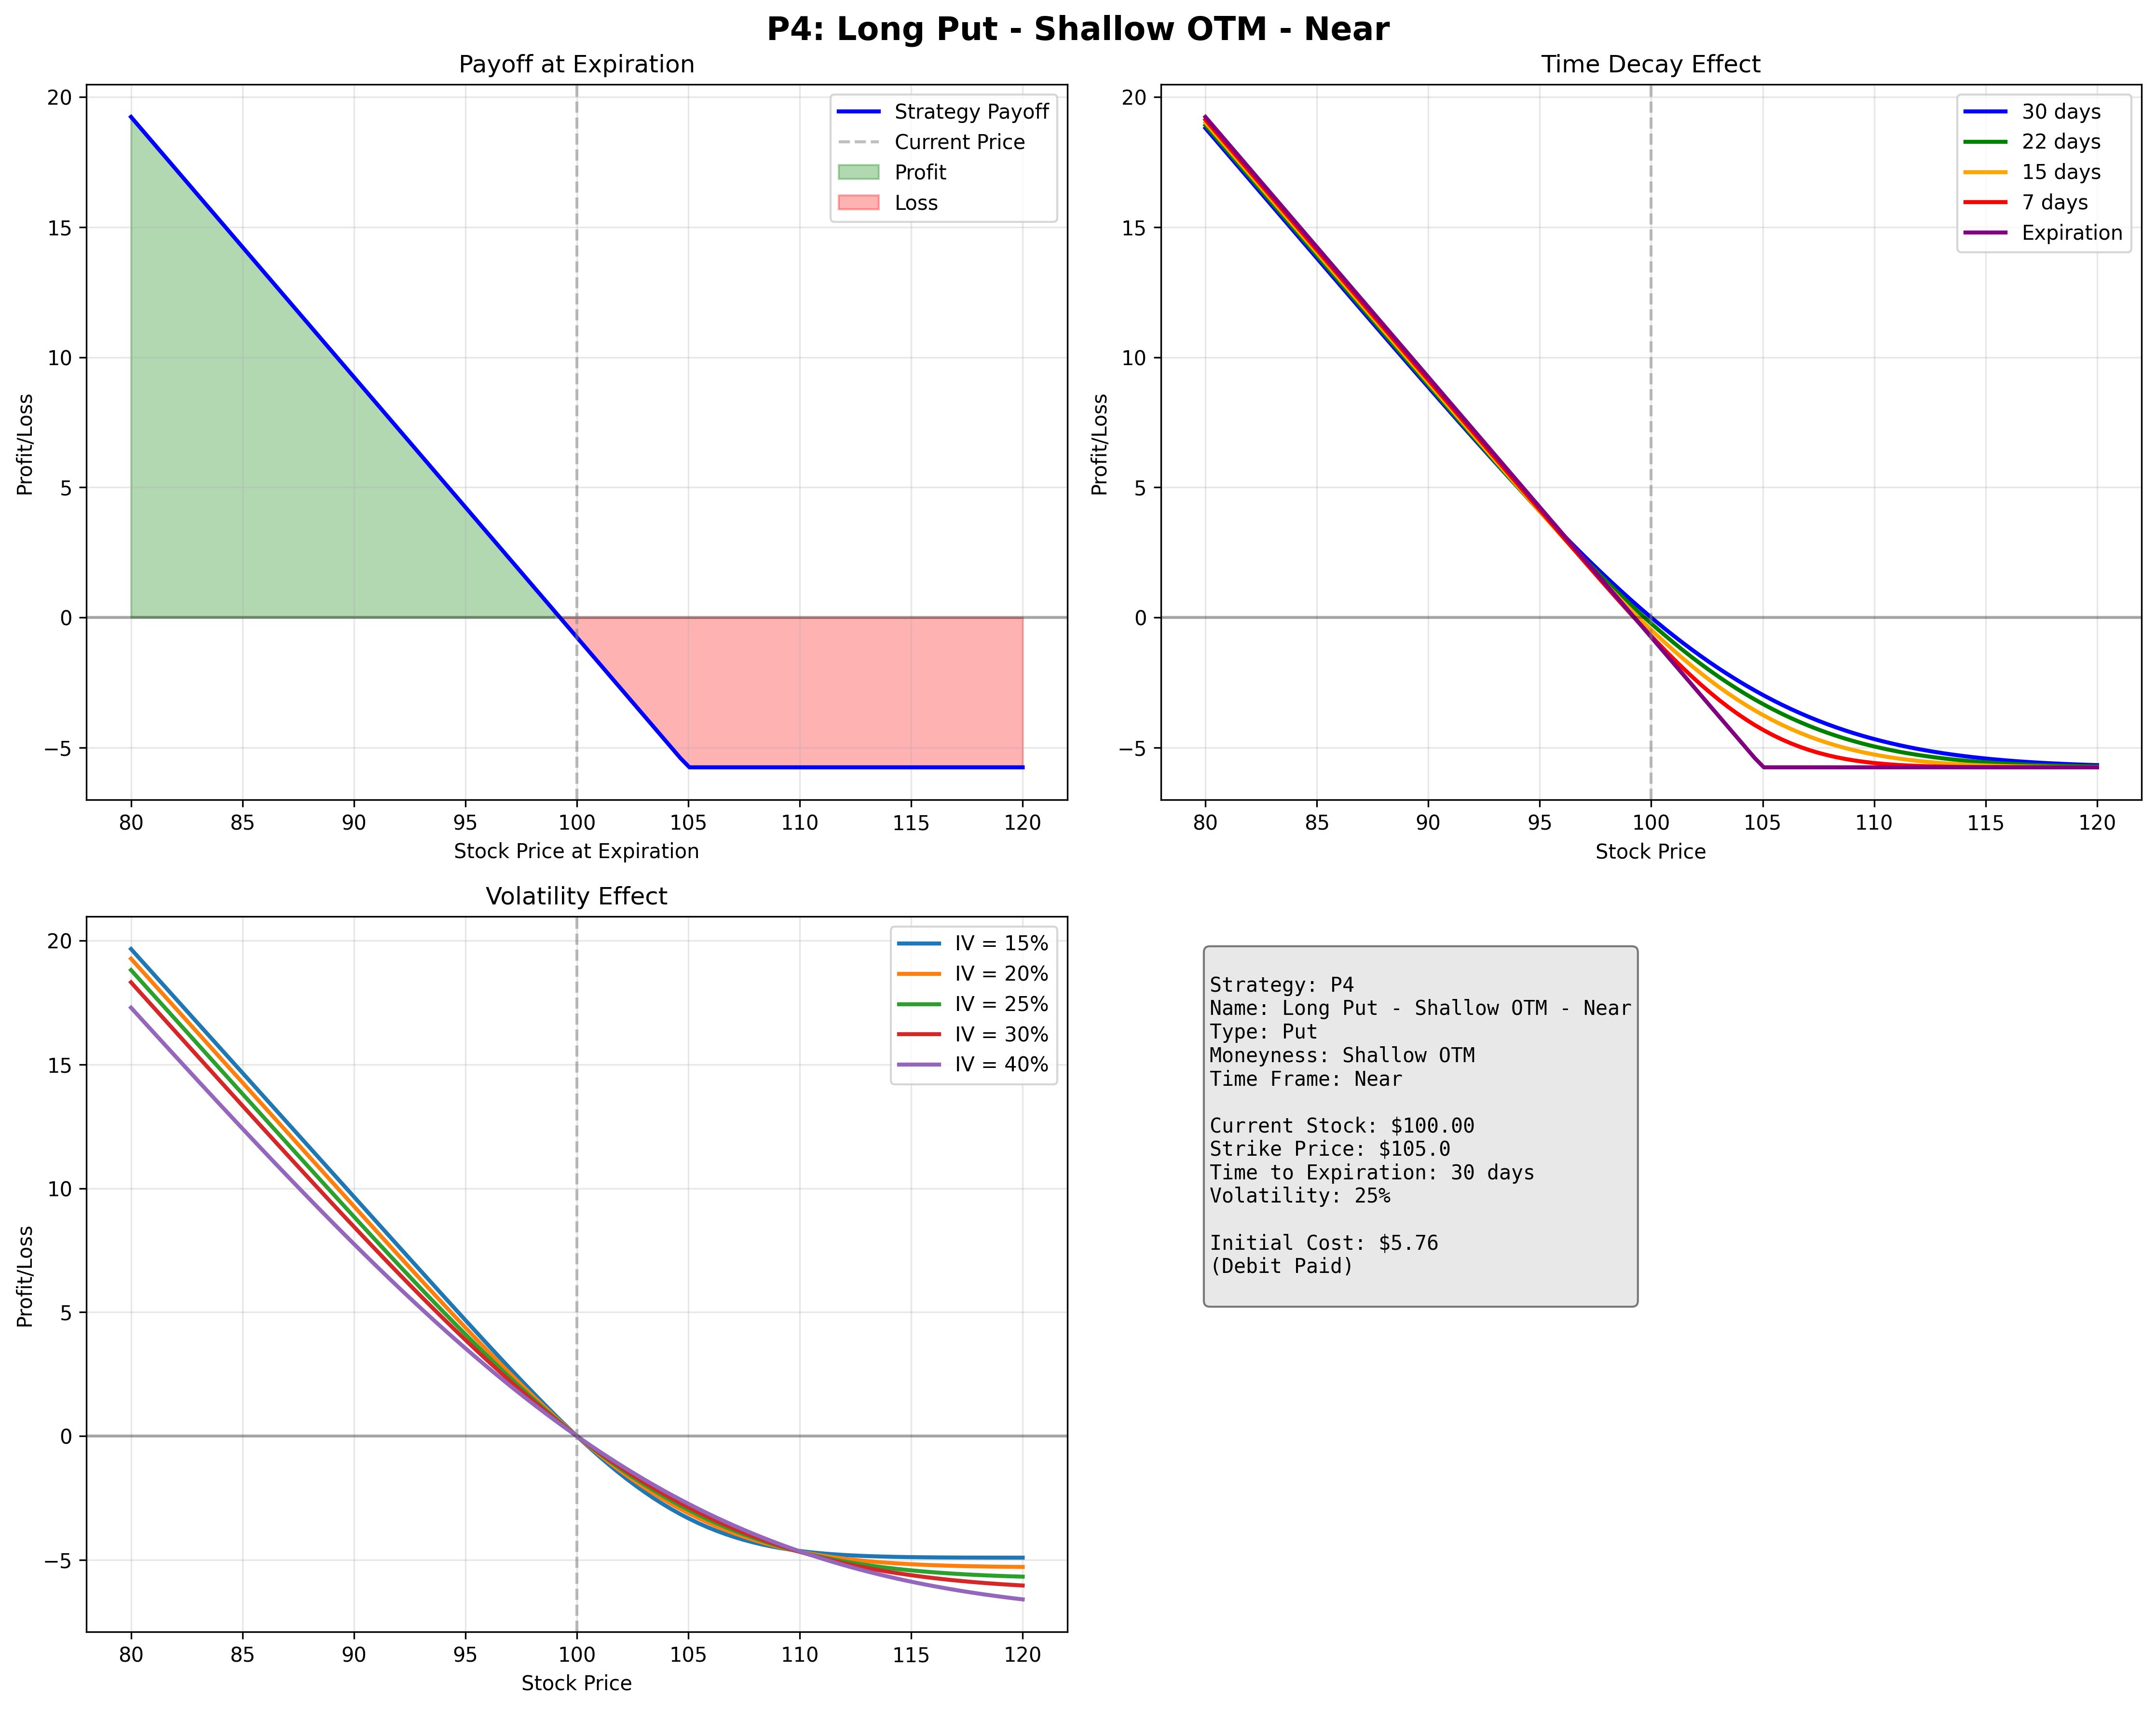 P4: Long Put - Shallow OTM - Near
Payoff at Expiration
20
15
10
5
0
−5
Profit/Loss
80 85 90 95 100 105 110 115 120
Stock Price at Expiration
Strategy Payoff
Current Price
Profit
Loss
Time Decay Effect
20
15
10
5
0
−5
Profit/Loss
80 85 90 95 100 105 110 115 120
Stock Price
30 days
22 days
15 days
7 days
Expiration
Volatility Effect
20
15
10
5
0
−5
Profit/Loss
80 85 90 95 100 105 110 115 120
Stock Price
IV = 15%
IV = 20%
IV = 25%
IV = 30%
IV = 40%
Strategy: P4
Name: Long Put - Shallow OTM - Near
Type: Put
Moneyness: Shallow OTM
Time Frame: Near
Current Stock: $100.00
Strike Price: $105.0
Time to Expiration: 30 days
Volatility: 25%
Initial Cost: $5.76
(Debit Paid)